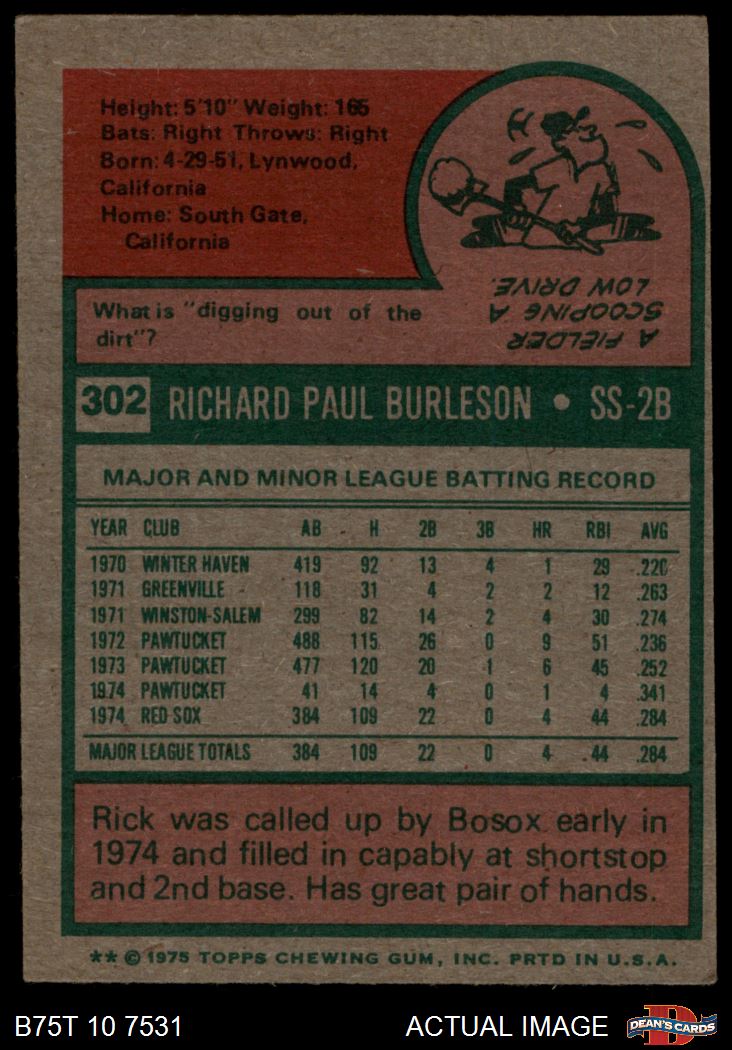 Height: 5'10" Weight: 165
Bats: Right Throws: Right
Born: 4-29-51, Lynwood,
California
Home: South Gate,
California
What is "digging out of the
dirt"?
A FIELDER
SCOOPING A
LOW DRIVE.
302 RICHARD PAUL BURLESON • SS-2B
MAJOR AND MINOR LEAGUE BATTING RECORD
YEAR CLUB AB H 2B 3B HR RBI AVG
1970 WINTER HAVEN 419 92 13 4 1 29 .220
1971 GREENVILLE 118 31 4 2 2 12 .263
1971 WINSTON-SALEM 299 82 14 2 4 30 .274
1972 PAWTUCKET 488 115 26 0 9 51 .236
1973 PAWTUCKET 477 120 20 1 6 45 .252
1974 PAWTUCKET 41 14 4 0 1 4 .341
1974 RED SOX 384 109 22 0 4 44 .284
MAJOR LEAGUE TOTALS 384 109 22 0 4 44 .284
Rick was called up by Bosox early in
1974 and filled in capably at shortstop
and 2nd base. Has great pair of hands.
** © 1975 TOPPS CHEWING GUM, INC. PRTD IN U.S.A.
B75T 10 7531 ACTUAL IMAGE DEAN'S CARDS